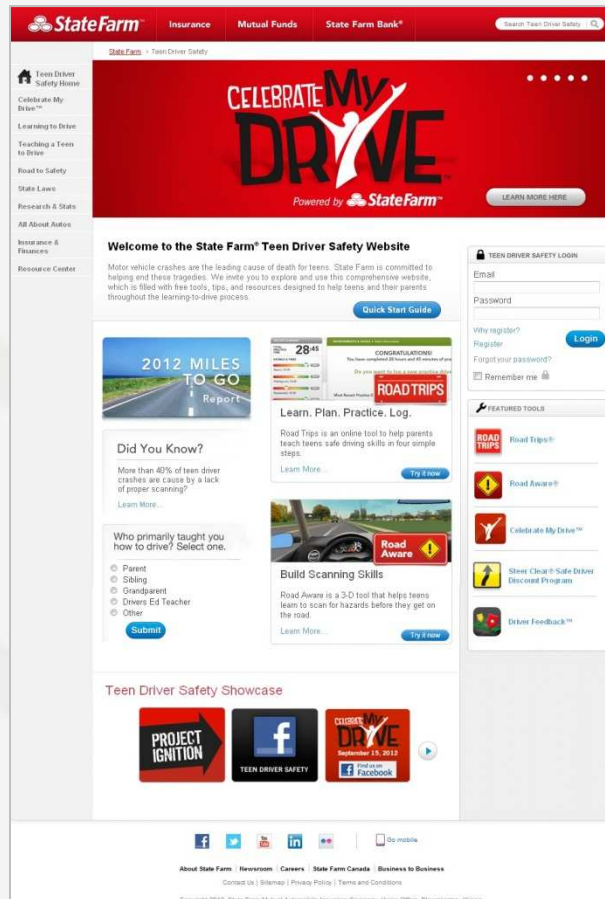 StateFarm™
Insurance
Mutual Funds
State Farm Bank®
Search Teen Driver Safety
State Farm > Teen Driver Safety
Teen Driver
Safety Home
Celebrate My
Drive™
Learning to Drive
Teaching a Teen
to Drive
Road to Safety
State Laws
Research & Stats
All About Autos
Insurance &
Finances
Resource Center
CELEBRATE MY
DRIVE™
Powered by StateFarm™
LEARN MORE HERE
Welcome to the State Farm® Teen Driver Safety Website
Motor vehicle crashes are the leading cause of death for teens. State Farm is committed to
helping end these tragedies. We invite you to explore and use this comprehensive website,
which is filled with free tools, tips, and resources designed to help teens and their parents
throughout the learning-to-drive process.
Quick Start Guide
2012 MILES
TO GO
Report
Did You Know?
More than 40% of teen driver
crashes are cause by a lack
of proper scanning?
Learn More...
Who primarily taught you
how to drive? Select one.
Parent
Sibling
Grandparent
Drivers Ed Teacher
Other
Submit
28:45
CONGRATULATIONS!
ROAD TRIPS
Learn. Plan. Practice. Log.
Road Trips is an online tool to help parents
teach teens safe driving skills in four simple
steps.
Learn More...
Try it now
Road
Aware
Build Scanning Skills
Road Aware is a 3-D tool that helps teens
learn to scan for hazards before they get on
the road.
Learn More...
Try it now
TEEN DRIVER SAFETY LOGIN
Email
Password
Why register?
Register
Login
Forgot your password?
Remember me
FEATURED TOOLS
ROAD
TRIPS
Road Trips®
Road Aware®
Celebrate My Drive™
Steer Clear® Safe Driver
Discount Program
Driver Feedback™
Teen Driver Safety Showcase
PROJECT
IGNITION
TEEN DRIVER SAFETY
CELEBRATE MY
DRIVE
September 15, 2012
Find us on
Facebook
Go mobile
About State Farm | Newsroom | Careers | State Farm Canada | Business to Business
Contact Us | Sitemap | Privacy Policy | Terms and Conditions